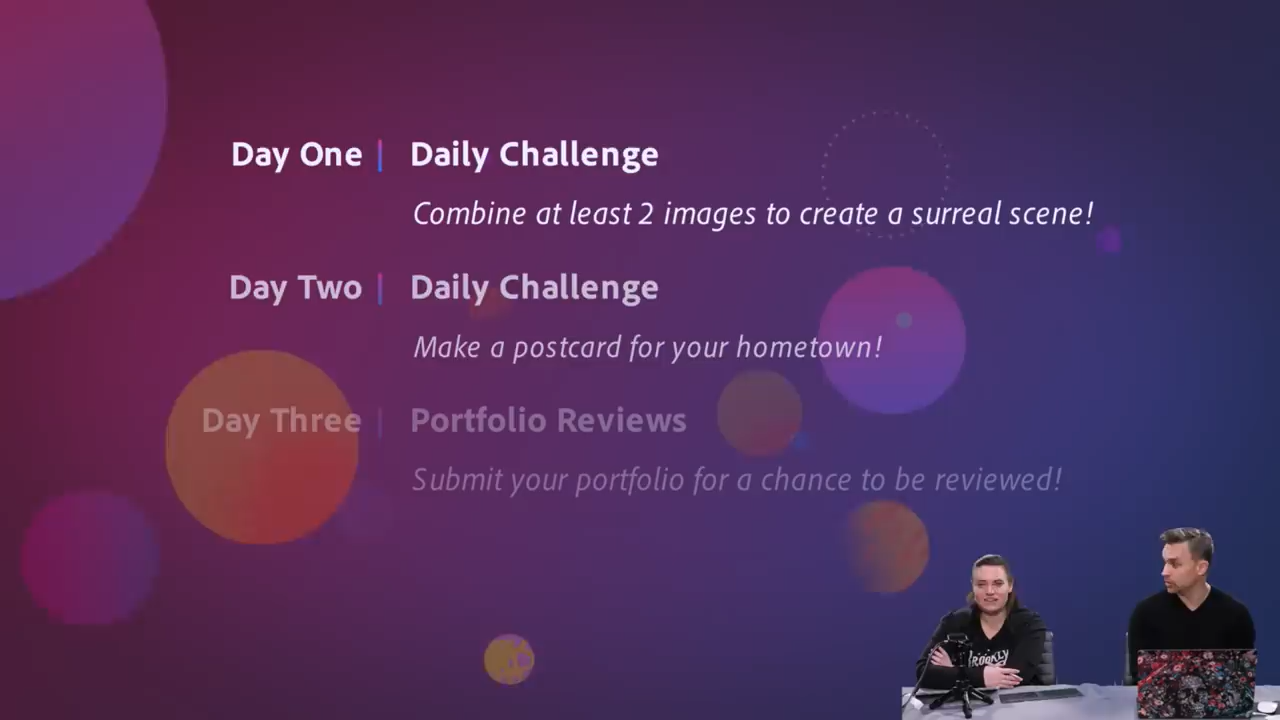 Day One | Daily Challenge
Combine at least 2 images to create a surreal scene!
Day Two | Daily Challenge
Make a postcard for your hometown!
Day Three | Portfolio Reviews
Submit your portfolio for a chance to be reviewed!